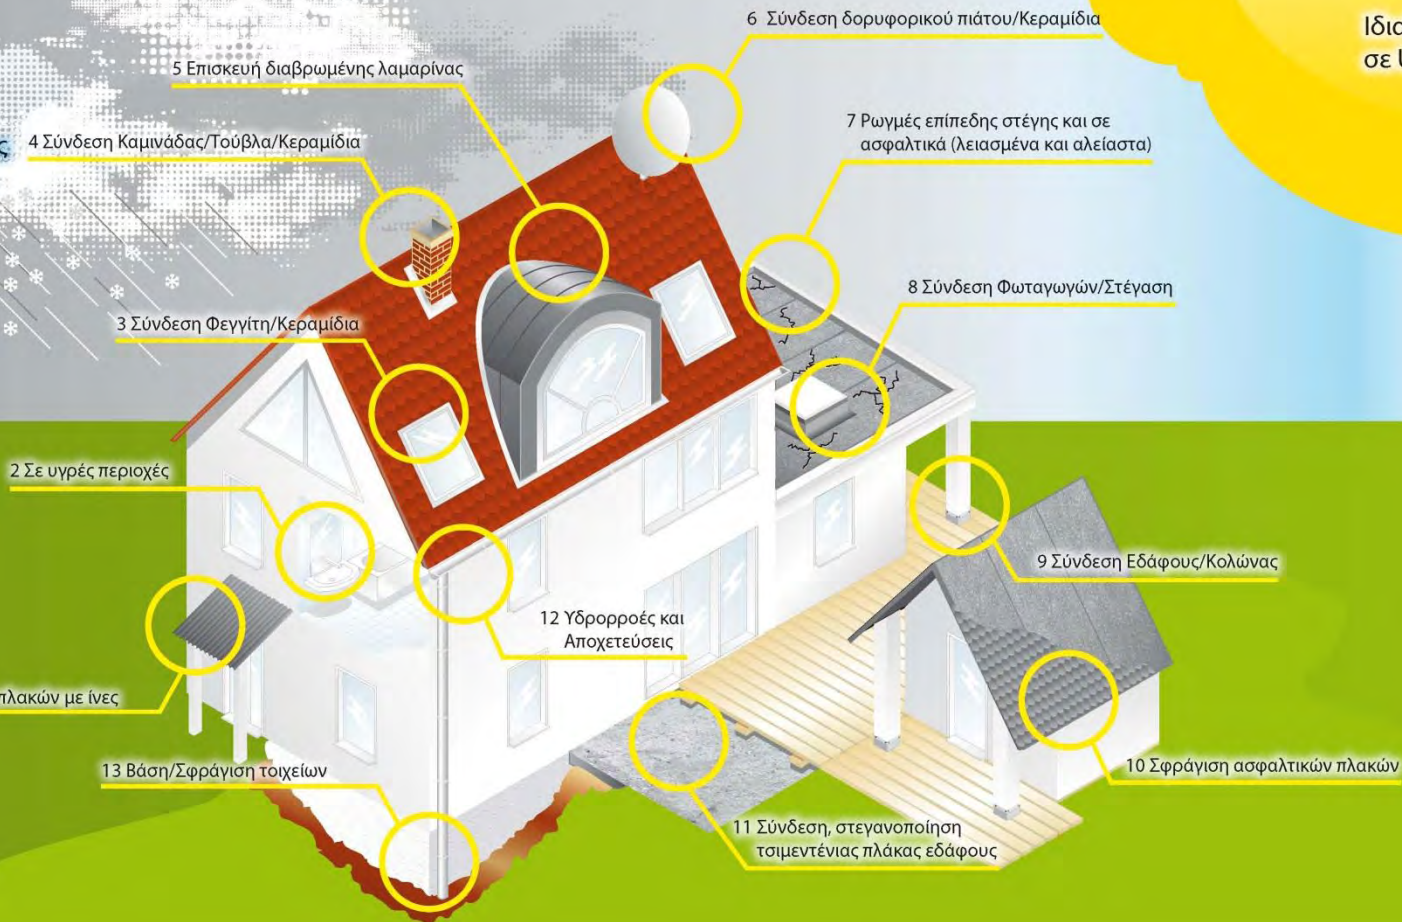 6 Σύνδεση δορυφορικού πιάτου/Κεραμίδια
5 Επισκευή διαβρωμένης λαμαρίνας
7 Ρωγμές επίπεδης στέγης και σε
ασφαλτικά (λειασμένα και αλείαστα)
4 Σύνδεση Καμινάδας/Τούβλα/Κεραμίδια
8 Σύνδεση Φωταγωγών/Στέγαση
3 Σύνδεση Φεγγίτη/Κεραμίδια
2 Σε υγρές περιοχές
9 Σύνδεση Εδάφους/Κολώνας
12 Υδρορροές και
Αποχετεύσεις
πλακών με ίνες
13 Βάση/Σφράγιση τοιχείων
10 Σφράγιση ασφαλτικών πλακών
11 Σύνδεση, στεγανοποίηση
τσιμεντένιας πλάκας εδάφους